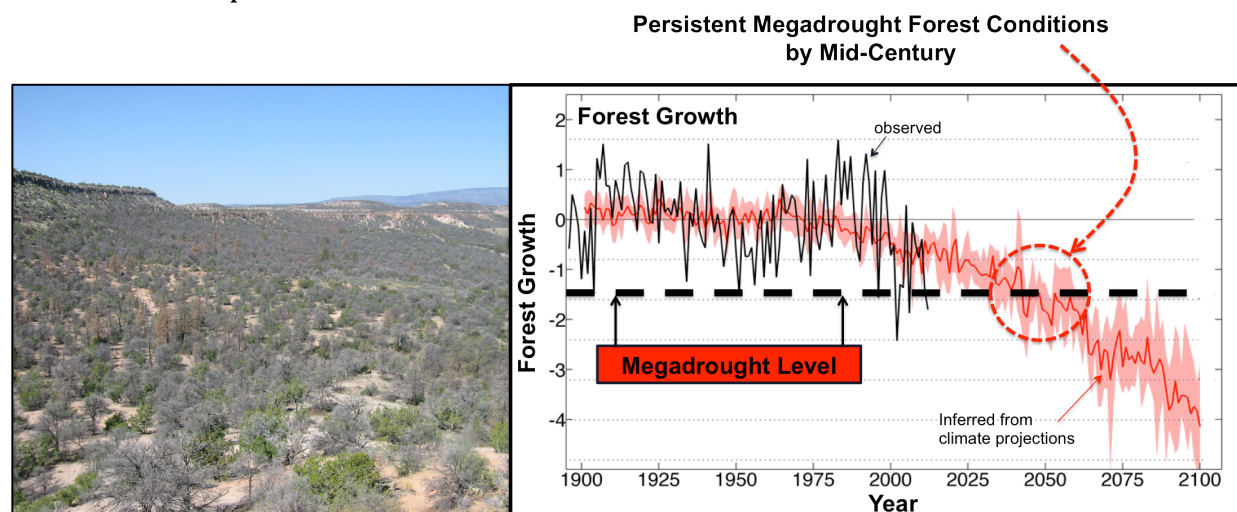 Persistent Megadrought Forest Conditions
by Mid-Century
Forest Growth
observed
2
1
0
-1
-2
-3
-4
Forest Growth
Megadrought Level
Inferred from
climate projections
1900 1925 1950 1975 2000 2025 2050 2075 2100
Year